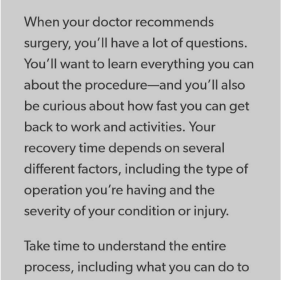 When your doctor recommends
surgery, you’ll have a lot of questions.
You’ll want to learn everything you can
about the procedure—and you’ll also
be curious about how fast you can get
back to work and activities. Your
recovery time depends on several
different factors, including the type of
operation you’re having and the
severity of your condition or injury.
Take time to understand the entire
process, including what you can do to